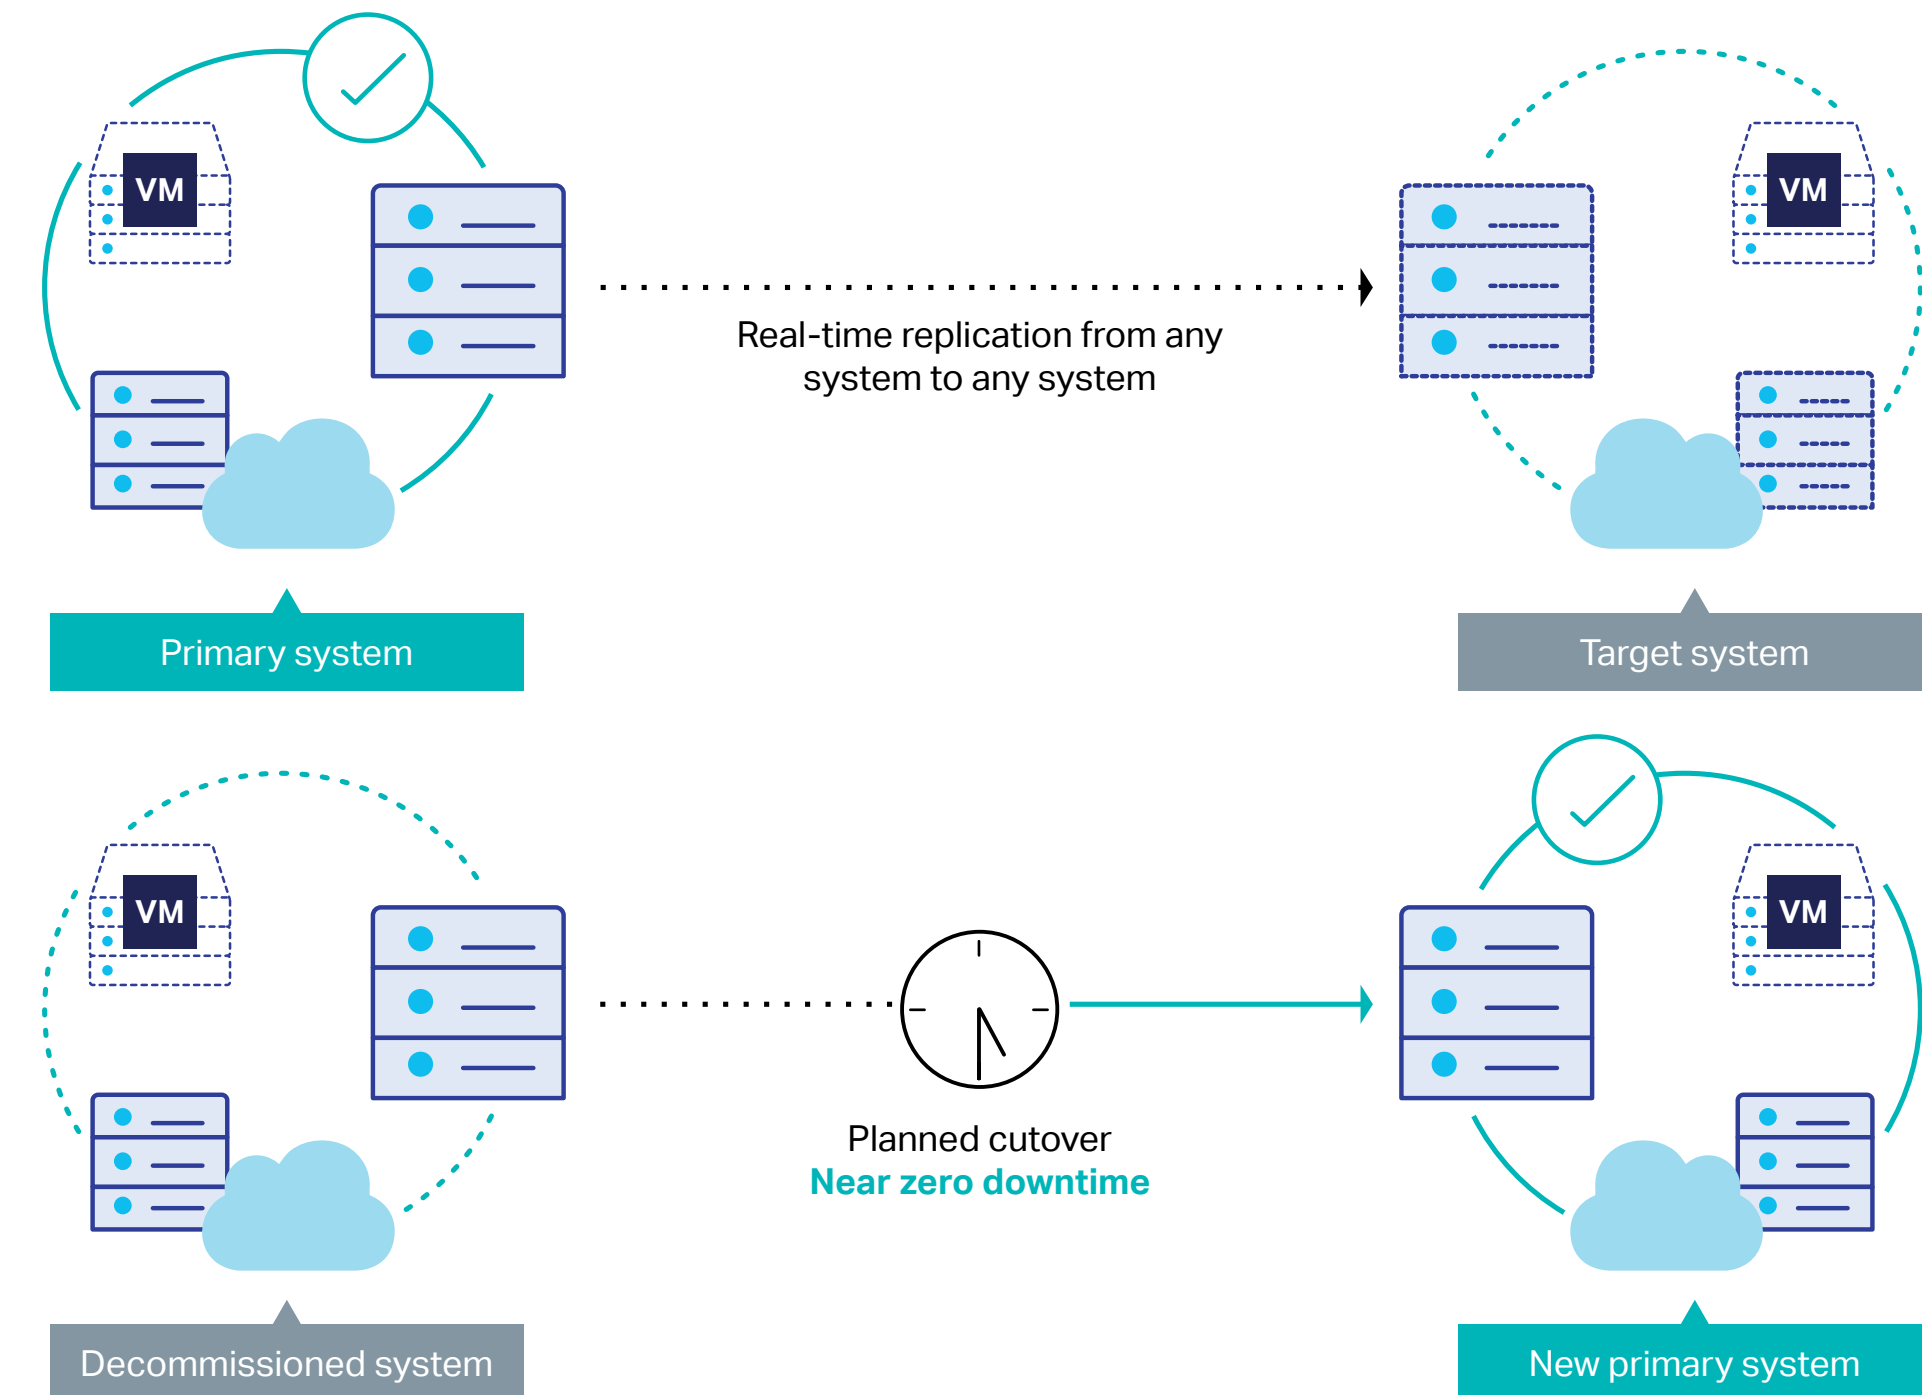 VM
VM
Real-time replication from any
system to any system
Primary system
Target system
VM
VM
Planned cutover
Near zero downtime
Decommissioned system
New primary system